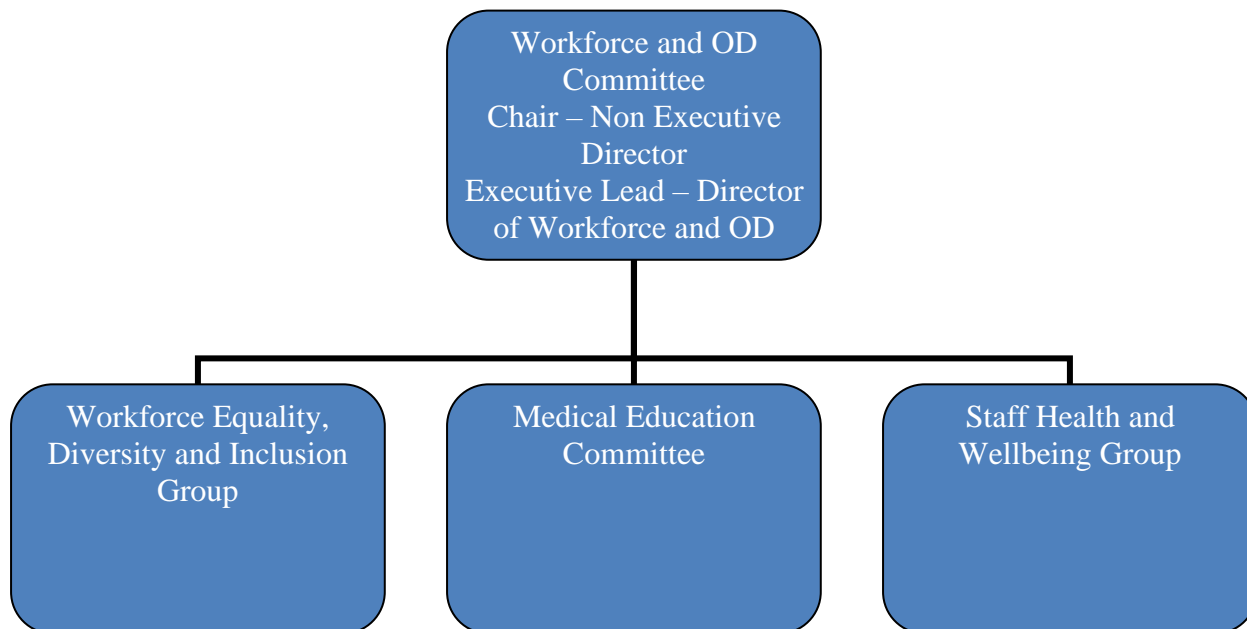 Workforce and OD
Committee
Chair – Non Executive
Director
Executive Lead – Director
of Workforce and OD
Workforce Equality,
Diversity and Inclusion
Group
Medical Education
Committee
Staff Health and
Wellbeing Group